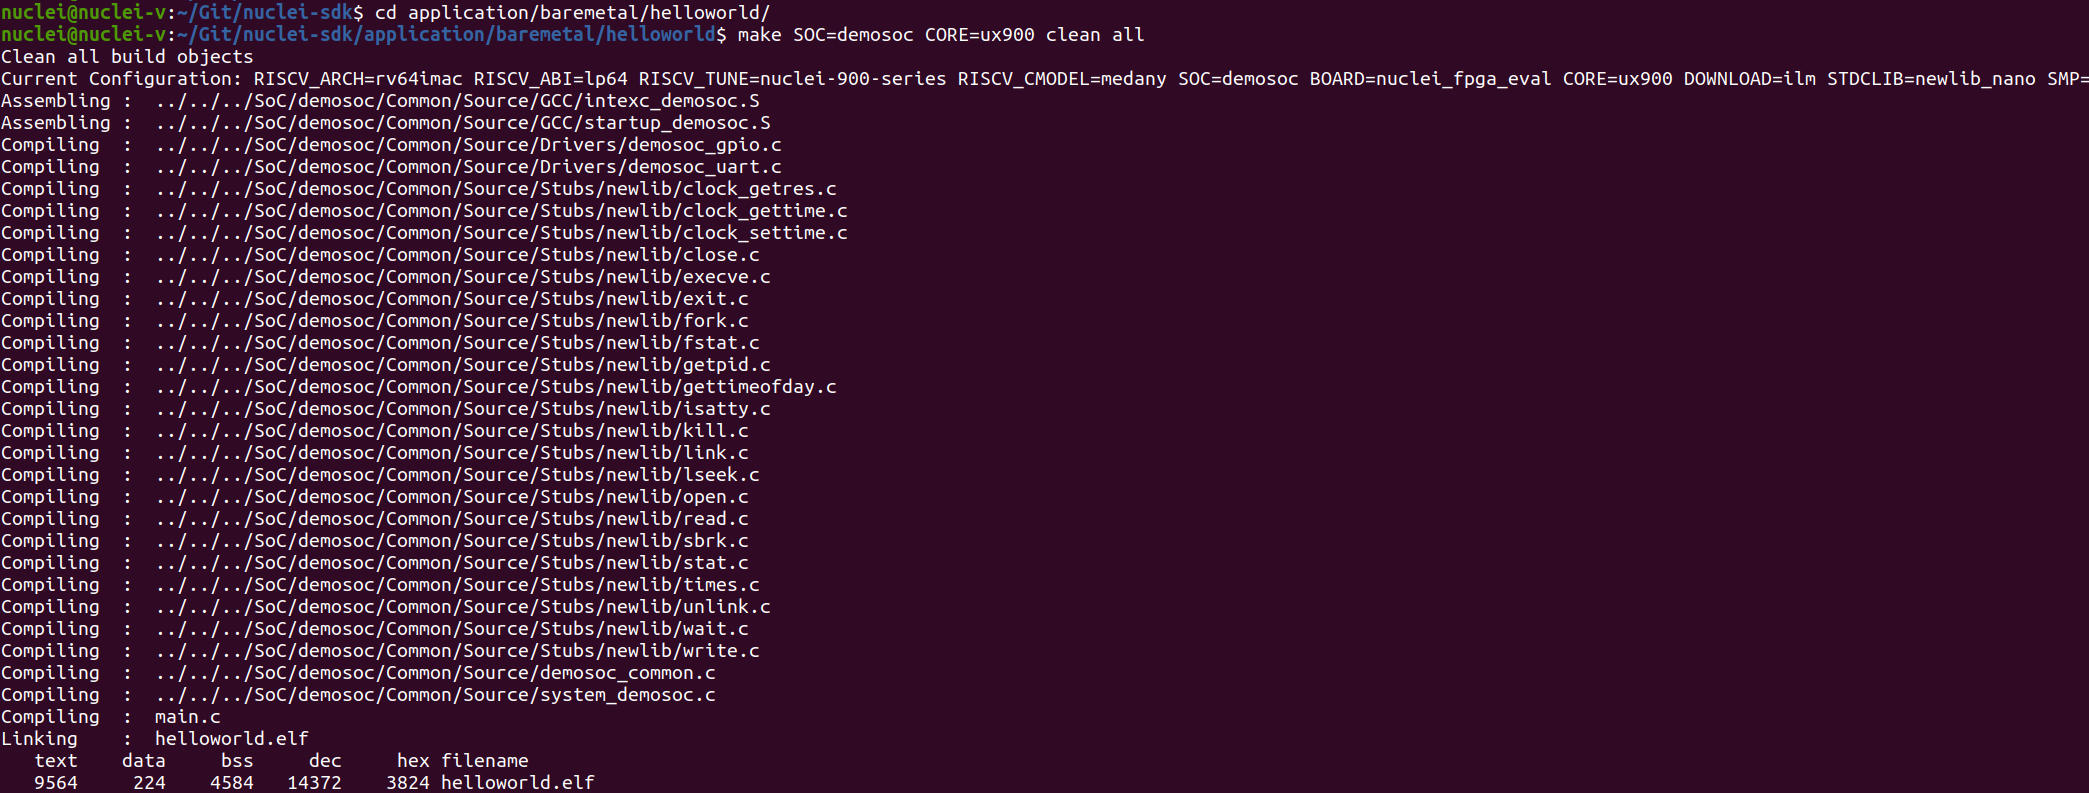 nuclei@nuclei-v:~/Git/nuclei-sdk$ cd application/baremetal/helloworld/
nuclei@nuclei-v:~/Git/nuclei-sdk/application/baremetal/helloworld$ make SOC=demosoc CORE=ux900 clean all
Clean all build objects
Current Configuration: RISCV_ARCH=rv64imac RISCV_ABI=lp64 RISCV_TUNE=nuclei-900-series RISCV_CMODEL=medany SOC=demosoc BOARD=nuclei_fpga_eval CORE=ux900 DOWNLOAD=ilm STDCLIB=newlib_nano SMP=
Assembling :  ../../../SoC/demosoc/Common/Source/GCC/intexc_demosoc.S
Assembling :  ../../../SoC/demosoc/Common/Source/GCC/startup_demosoc.S
Compiling  :  ../../../SoC/demosoc/Common/Source/Drivers/demosoc_gpio.c
Compiling  :  ../../../SoC/demosoc/Common/Source/Drivers/demosoc_uart.c
Compiling  :  ../../../SoC/demosoc/Common/Source/Stubs/newlib/clock_getres.c
Compiling  :  ../../../SoC/demosoc/Common/Source/Stubs/newlib/clock_gettime.c
Compiling  :  ../../../SoC/demosoc/Common/Source/Stubs/newlib/clock_settime.c
Compiling  :  ../../../SoC/demosoc/Common/Source/Stubs/newlib/close.c
Compiling  :  ../../../SoC/demosoc/Common/Source/Stubs/newlib/execve.c
Compiling  :  ../../../SoC/demosoc/Common/Source/Stubs/newlib/exit.c
Compiling  :  ../../../SoC/demosoc/Common/Source/Stubs/newlib/fork.c
Compiling  :  ../../../SoC/demosoc/Common/Source/Stubs/newlib/fstat.c
Compiling  :  ../../../SoC/demosoc/Common/Source/Stubs/newlib/getpid.c
Compiling  :  ../../../SoC/demosoc/Common/Source/Stubs/newlib/gettimeofday.c
Compiling  :  ../../../SoC/demosoc/Common/Source/Stubs/newlib/isatty.c
Compiling  :  ../../../SoC/demosoc/Common/Source/Stubs/newlib/kill.c
Compiling  :  ../../../SoC/demosoc/Common/Source/Stubs/newlib/link.c
Compiling  :  ../../../SoC/demosoc/Common/Source/Stubs/newlib/lseek.c
Compiling  :  ../../../SoC/demosoc/Common/Source/Stubs/newlib/open.c
Compiling  :  ../../../SoC/demosoc/Common/Source/Stubs/newlib/read.c
Compiling  :  ../../../SoC/demosoc/Common/Source/Stubs/newlib/sbrk.c
Compiling  :  ../../../SoC/demosoc/Common/Source/Stubs/newlib/stat.c
Compiling  :  ../../../SoC/demosoc/Common/Source/Stubs/newlib/times.c
Compiling  :  ../../../SoC/demosoc/Common/Source/Stubs/newlib/unlink.c
Compiling  :  ../../../SoC/demosoc/Common/Source/Stubs/newlib/wait.c
Compiling  :  ../../../SoC/demosoc/Common/Source/Stubs/newlib/write.c
Compiling  :  ../../../SoC/demosoc/Common/Source/demosoc_common.c
Compiling  :  ../../../SoC/demosoc/Common/Source/system_demosoc.c
Compiling  :  main.c
Linking    :  helloworld.elf
   text    data     bss     dec     hex filename
   9564     224    4584   14372    3824 helloworld.elf